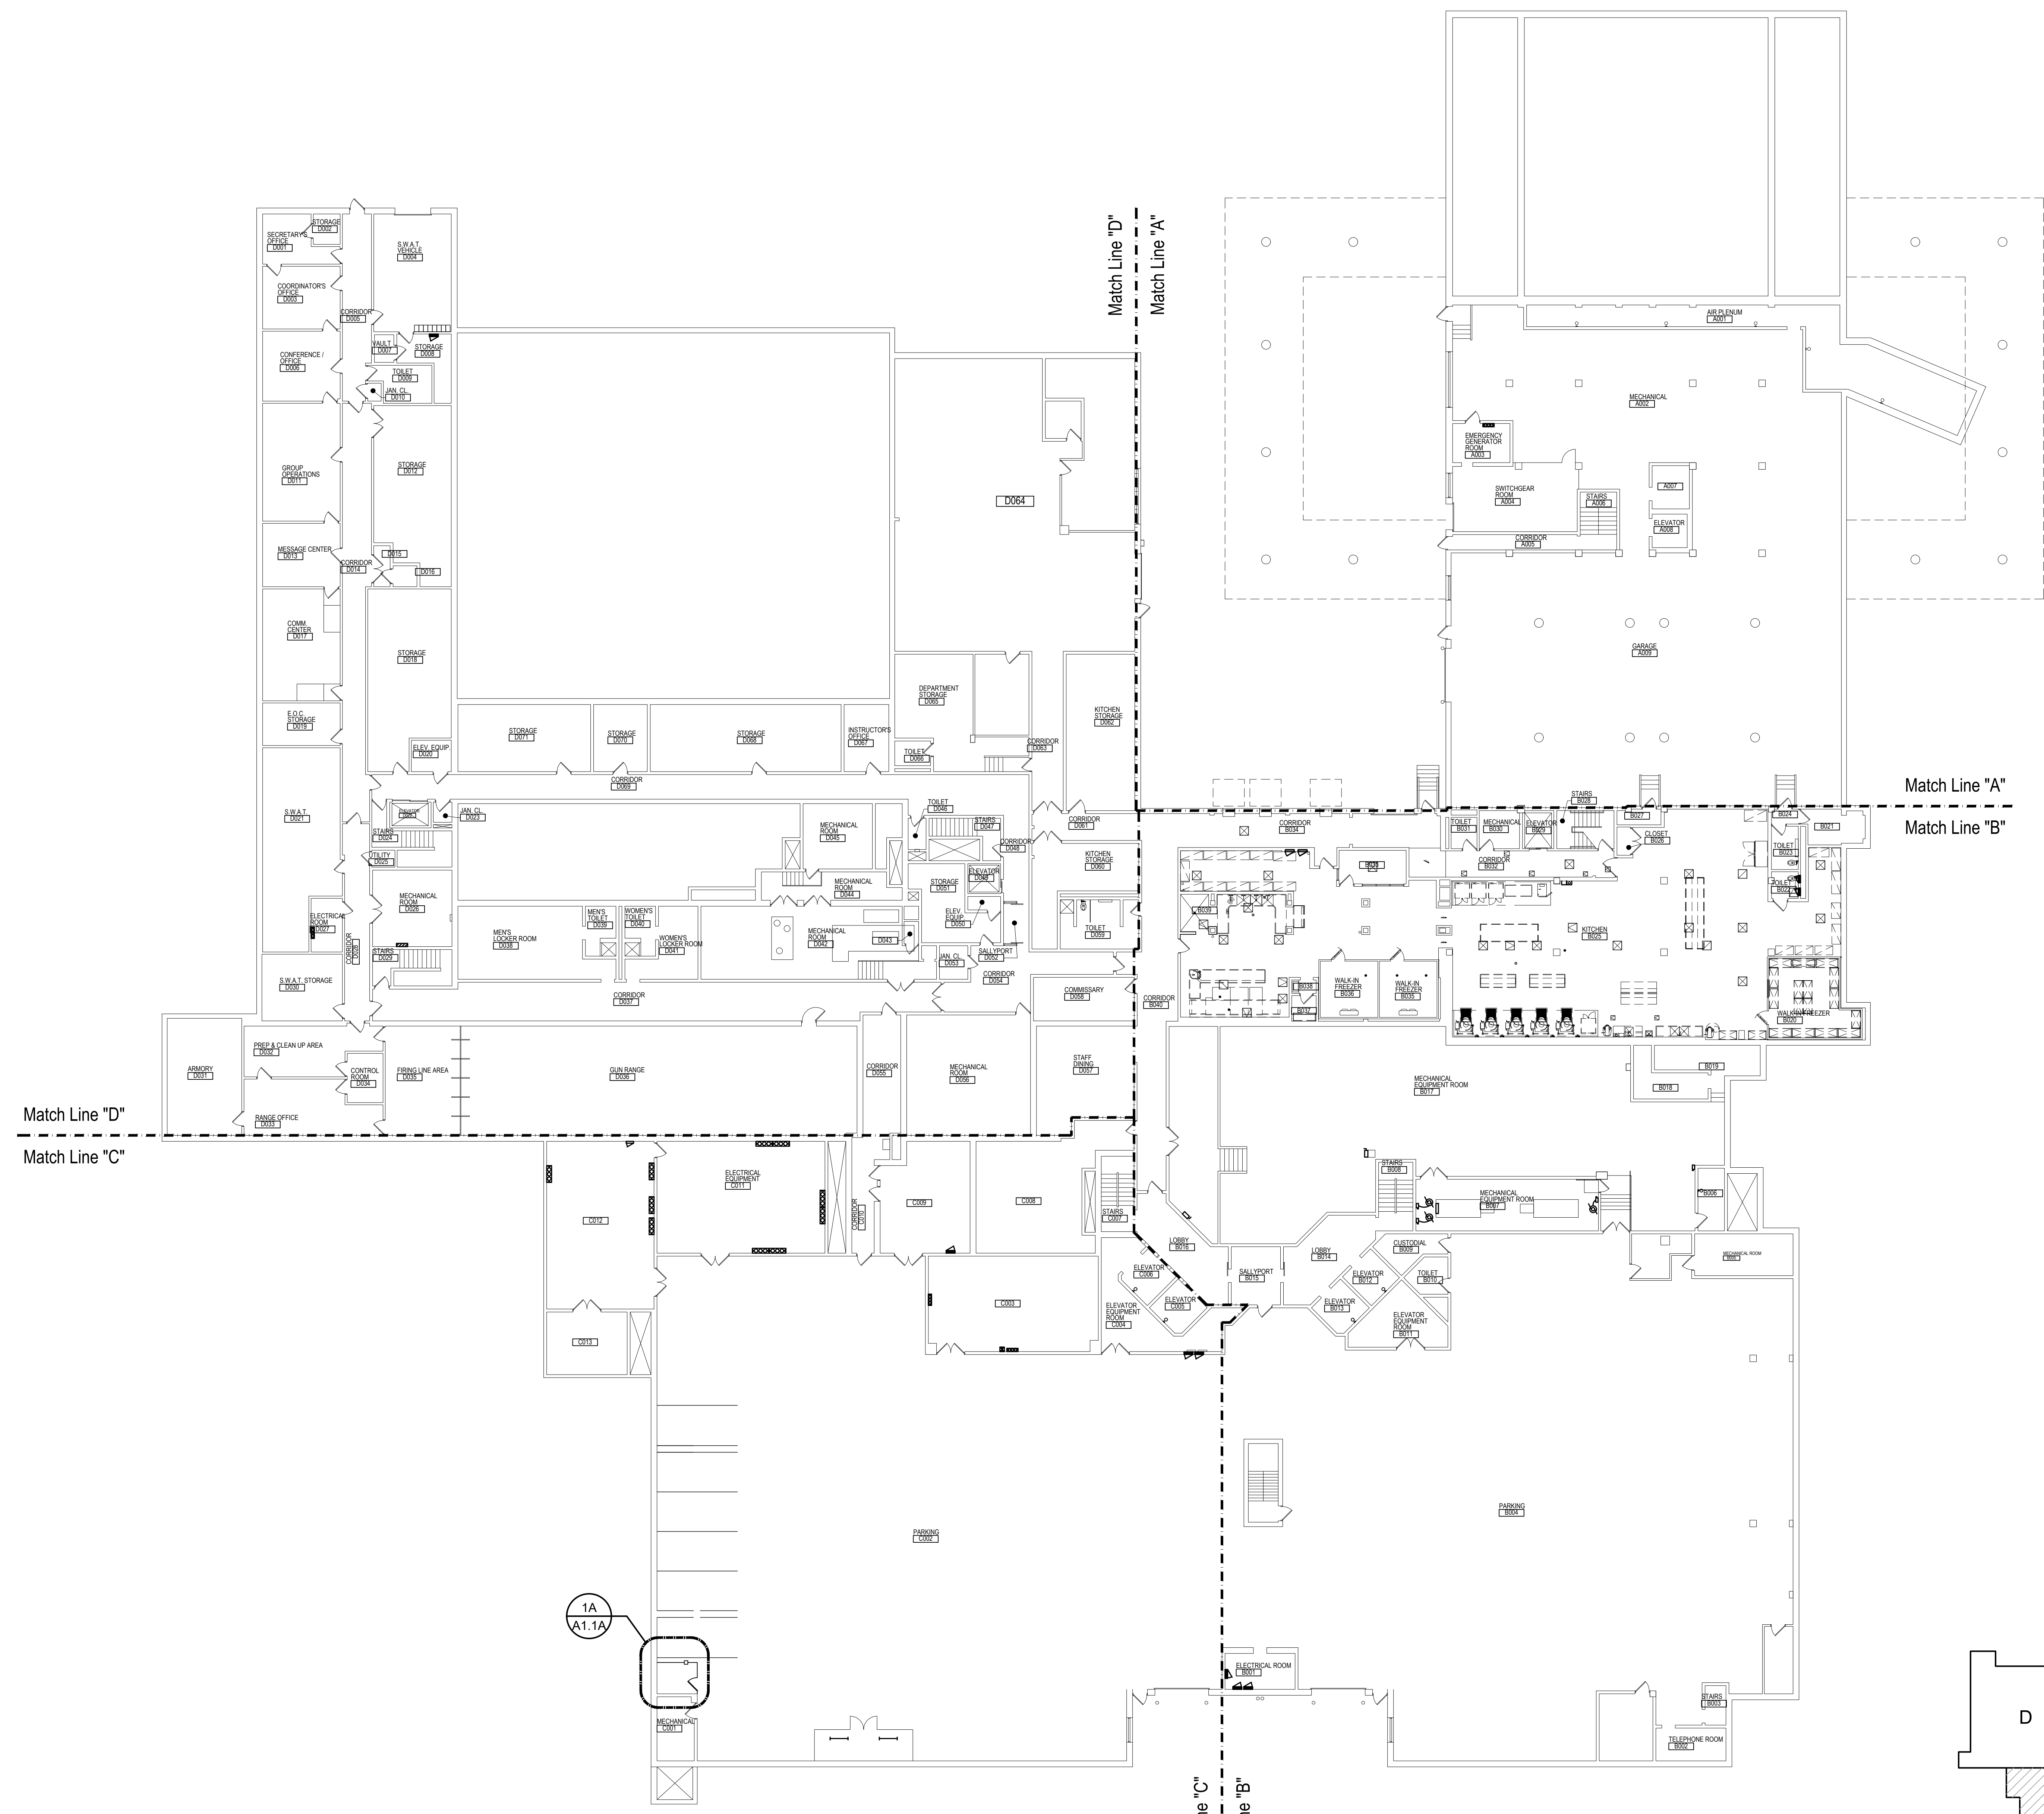 Match Line "D"
Match Line "A"
STORAGE
D002
SECRETARY'S
OFFICE
D001
S.W.A.T.
VEHICLE
D004
COORDINATOR'S
OFFICE
D003
CORRIDOR
D005
CONFERENCE /
OFFICE
D006
VAULT
D007
STORAGE
D008
TOILET
D009
JAN. CL.
D010
GROUP
OPERATIONS
D011
STORAGE
D012
MESSAGE CENTER
D013
CORRIDOR
D014
D015
D016
COMM.
CENTER
D017
STORAGE
D018
E.O.C.
STORAGE
D019
ELEV. EQUIP.
D020
S.W.A.T.
D021
JAN. CL.
D023
STAIRS
D024
UTILITY
D025
MECHANICAL
ROOM
D026
ELECTRICAL
ROOM
D027
CORRIDOR
D028
STAIRS
D029
S.W.A.T. STORAGE
D030
ARMORY
D031
PREP & CLEAN UP AREA
D032
RANGE OFFICE
D033
CONTROL
ROOM
D034
FIRING LINE AREA
D035
GUN RANGE
D036
CORRIDOR
D037
MEN'S
LOCKER ROOM
D038
MEN'S
TOILET
D039
WOMEN'S
TOILET
D040
WOMEN'S
LOCKER ROOM
D041
MECHANICAL
ROOM
D042
D043
MECHANICAL
ROOM
D044
MECHANICAL
ROOM
D045
TOILET
D046
STAIRS
D047
CORRIDOR
D048
ELEVATOR
D049
ELEV.
EQUIP.
D050
STORAGE
D051
SALLYPORT
D052
JAN. CL.
D053
CORRIDOR
D054
CORRIDOR
D055
MECHANICAL
ROOM
D056
STAFF
DINING
D057
COMMISSARY
D058
TOILET
D059
KITCHEN
STORAGE
D060
CORRIDOR
D061
KITCHEN
STORAGE
D062
CORRIDOR
D063
D064
DEPARTMENT
STORAGE
D065
TOILET
D066
INSTRUCTOR'S
OFFICE
D067
STORAGE
D068
CORRIDOR
D069
STORAGE
D070
STORAGE
D071
AIR PLENUM
A001
MECHANICAL
A002
EMERGENCY
GENERATOR
ROOM
A003
SWITCHGEAR
ROOM
A004
CORRIDOR
A005
STAIRS
A006
A007
ELEVATOR
A008
GARAGE
A009
Match Line "A"
Match Line "B"
CORRIDOR
B034
TOILET
B031
MECHANICAL
B030
ELEVATOR
B029
STAIRS
B028
B027
CLOSET
B026
CORRIDOR
B032
B024
B021
TOILET
B023
TOILET
B022
B039
KITCHEN
B025
B038
B037
WALK-IN
FREEZER
B036
WALK-IN
FREEZER
B035
WALK-IN FREEZER
B020
CORRIDOR
B040
B019
B018
MECHANICAL
EQUIPMENT ROOM
B017
STAIRS
B008
MECHANICAL
EQUIPMENT ROOM
B007
B006
MECHANICAL ROOM
LOBBY
B016
SALLYPORT
B015
LOBBY
B014
CUSTODIAL
B009
TOILET
B010
ELEVATOR
B012
ELEVATOR
B013
ELEVATOR
EQUIPMENT
ROOM
B011
PARKING
B004
STAIRS
B003
TELEPHONE ROOM
B002
ELECTRICAL ROOM
B001
Match Line "D"
Match Line "C"
ELECTRICAL
EQUIPMENT
C011
C012
C013
CORRIDOR
C010
C009
C008
STAIRS
C007
ELEVATOR
C006
ELEVATOR
C005
ELEVATOR
EQUIPMENT
ROOM
C004
C003
PARKING
C002
MECHANICAL
C001
1A
A1.1A
ne "C"
ne "B"
D